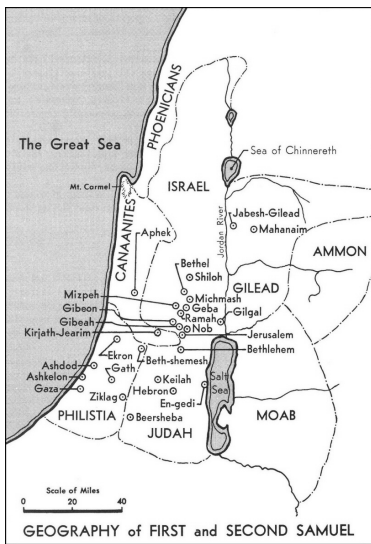 PHOENICIANS
The Great Sea
Sea of Chinnereth
Mt. Carmel
ISRAEL
CANAANITES
Jordan River
Jabesh-Gilead
Mahanaim
Aphek
AMMON
Bethel
Shiloh
GILEAD
Mizpeh
Michmash
Gibeon
Geba
Ramah
Gilgal
Gibeah
Nob
Kirjath-Jearim
Jerusalem
Bethlehem
Ekron
Beth-shemesh
Ashdod
Ashkelon
Gath
Keilah
Salt
Sea
Gaza
Hebron
Ziklag
En-gedi
PHILISTIA
Beersheba
MOAB
JUDAH
Scale of Miles
0 20 40
GEOGRAPHY of FIRST and SECOND SAMUEL